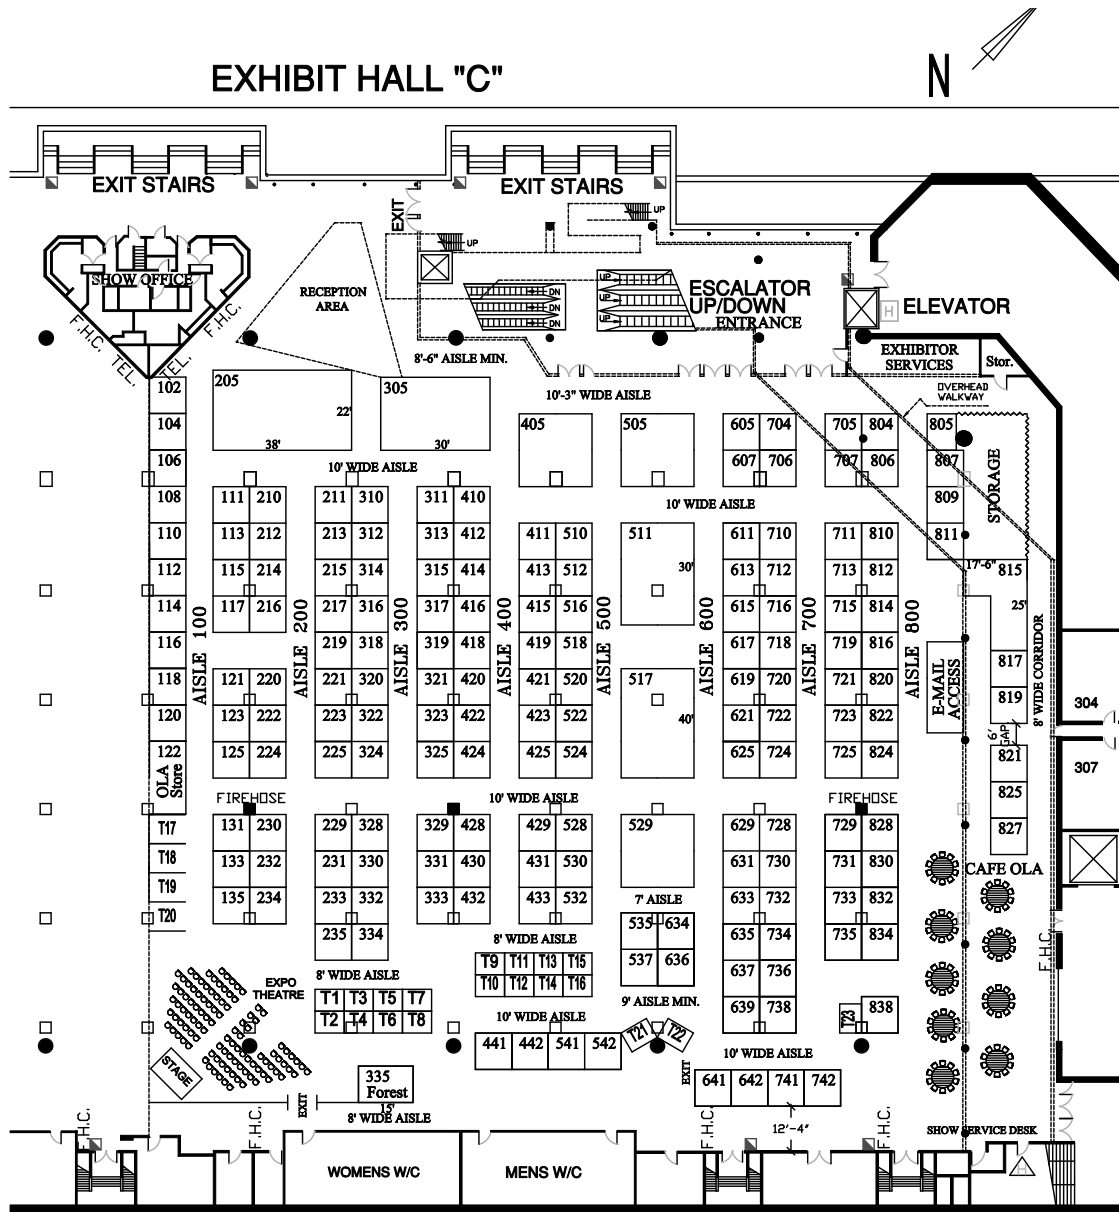 N
EXHIBIT HALL "C"
EXIT STAIRS
EXIT STAIRS
EXIT
UP
UP
SHOW OFFICE
RECEPTION
AREA
UP
UP
UP
DN
DN
DN
ESCALATOR
UP/DOWN
ENTRANCE
H
ELEVATOR
F.H.C.
TEL.
F.H.C.
TEL.
8'-6" AISLE MIN.
EXHIBITOR
SERVICES
Stor.
OVERHEAD
WALKWAY
10'-3" WIDE AISLE
102
205
22'
38'
305
30'
104
405
505
605 704
705 804
805
STORAGE
106
10' WIDE AISLE
607 706
707 806
807
108
111 210
211 310
311 410
10' WIDE AISLE
809
110
113 212
213 312
313 412
411 510
511
611 710
711 810
811
112
115 214
215 314
315 414
413 512
30'
613 712
713 812
17'-6"
815
114
117 216
217 316
317 416
415 516
615 716
715 814
25'
AISLE 100
AISLE 200
AISLE 300
AISLE 400
AISLE 500
AISLE 600
AISLE 700
AISLE 800
116
219 318
319 418
419 518
617 718
719 816
E-MAIL
ACCESS
817
8' WIDE CORRIDOR
118
121 220
221 320
321 420
421 520
517
619 720
721 820
819
304
120
123 222
223 322
323 422
423 522
40'
621 722
723 822
6'
GAP
122
125 224
225 324
325 424
425 524
625 724
725 824
821
307
OLA
Store
FIREHOSE
10' WIDE AISLE
FIREHOSE
825
T17
131 230
229 328
329 428
429 528
529
629 728
729 828
827
T18
133 232
231 330
331 430
431 530
631 730
731 830
CAFE OLA
T19
135 234
233 332
333 432
433 532
7' AISLE
633 732
733 832
T20
235 334
535 634
635 734
735 834
8' WIDE AISLE
537 636
F.H.C.
T9 T11 T13 T15
T10 T12 T14 T16
637 736
8' WIDE AISLE
EXPO
THEATRE
T1 T3 T5 T7
T2 T4 T6 T8
9' AISLE MIN.
639 738
T23
838
10' WIDE AISLE
441 442 541 542
T21 T22
10' WIDE AISLE
STAGE
335
Forest
15'
EXIT
641 642 741 742
EXIT
8' WIDE AISLE
F.H.C.
F.H.C.
F.H.C.
F.H.C.
12'-4"
SHOW SERVICE DESK
WOMENS W/C
MENS W/C
H